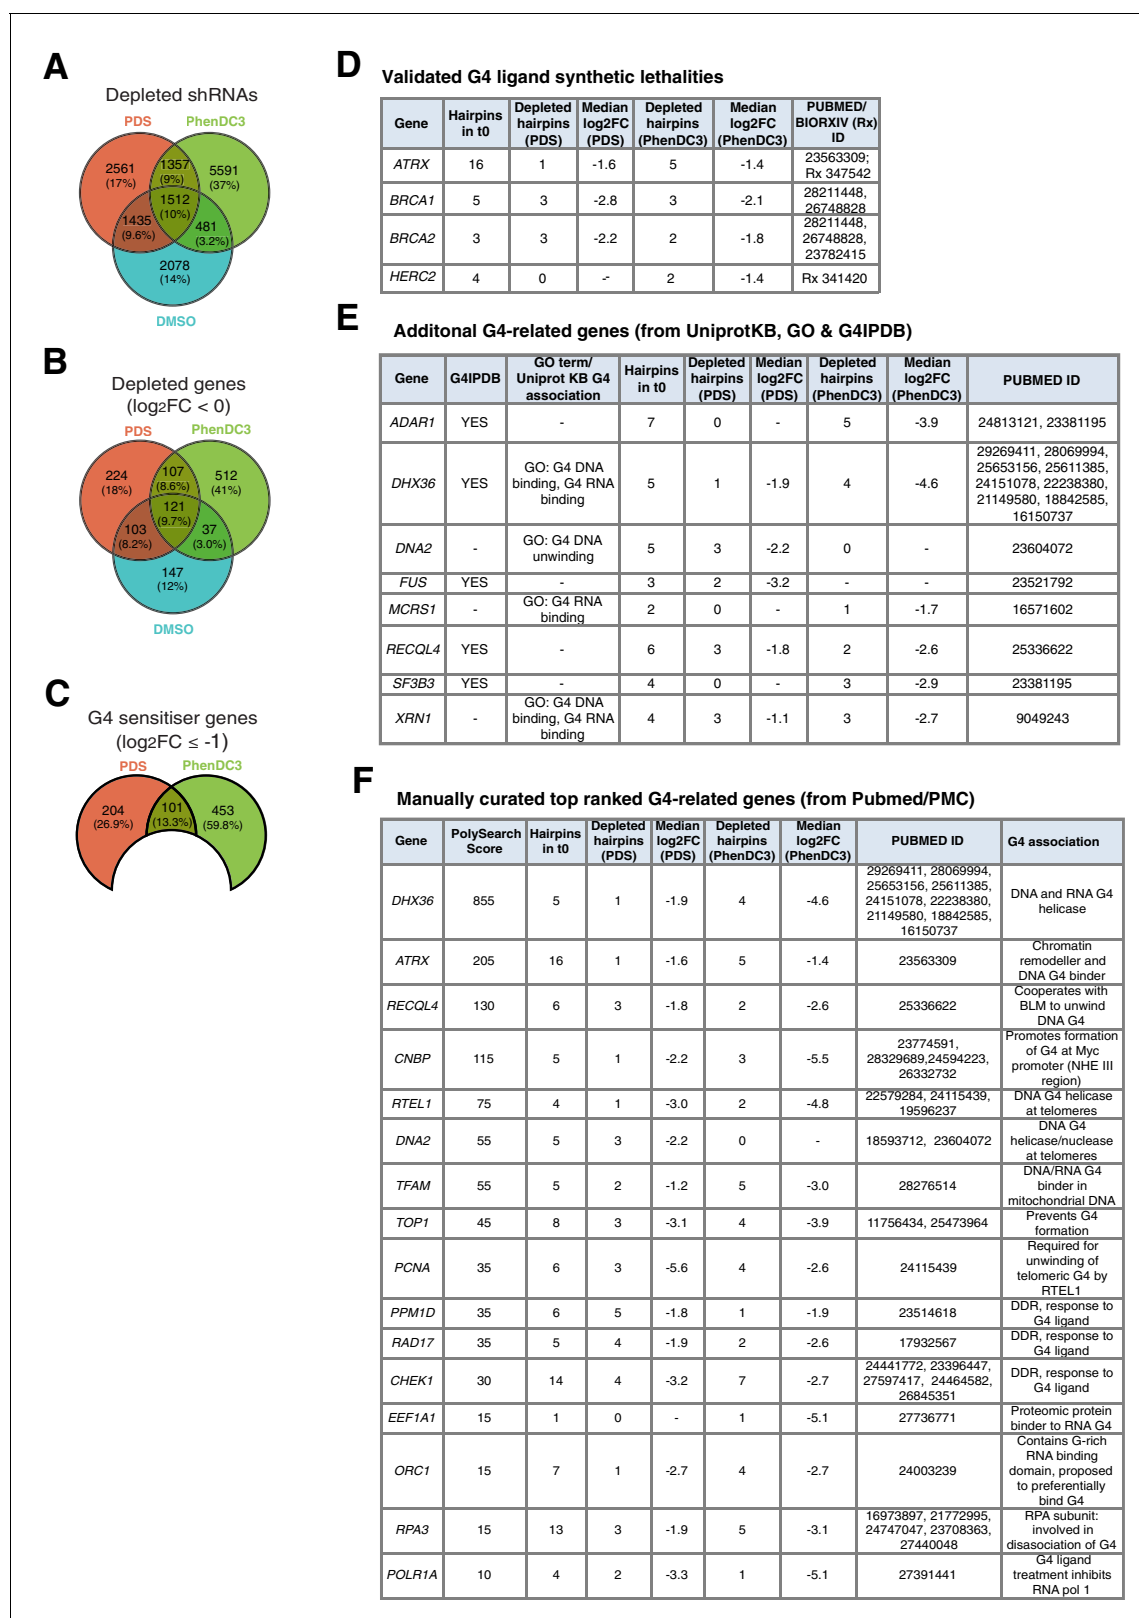 A
Depleted shRNAs
PDS
PhenDC3
2561
(17%)
1357
(9%)
5591
(37%)
1512
(10%)
1435
(9.6%)
481
(3.2%)
2078
(14%)
DMSO
B
Depleted genes
(log2FC < 0)
PDS
PhenDC3
224
(18%)
107
(8.6%)
512
(41%)
121
(9.7%)
103
(8.2%)
37
(3.0%)
147
(12%)
DMSO
C
G4 sensitiser genes
(log2FC ≤ -1)
PDS
PhenDC3
204
(26.9%)
101
(13.3%)
453
(59.8%)
D
Validated G4 ligand synthetic lethalities
Gene | Hairpins in t0 | Depleted hairpins (PDS) | Median log2FC (PDS) | Depleted hairpins (PhenDC3) | Median log2FC (PhenDC3) | PUBMED/ BIORXIV (Rx) ID
ATRX 16 1 -1.6 5 -1.4 23563309; Rx 347542
BRCA1 5 3 -2.8 3 -2.1 28211448, 26748828
BRCA2 3 3 -2.2 2 -1.8 28211448, 26748828, 23782415
HERC2 4 0 -- 2 -1.4 Rx 341420
E
Additonal G4-related genes (from UniprotKB, GO & G4IPDB)
Gene | G4IPDB | GO term/ Uniprot KB G4 association | Hairpins in t0 | Depleted hairpins (PDS) | Median log2FC (PDS) | Depleted hairpins (PhenDC3) | Median log2FC (PhenDC3) | PUBMED ID
ADAR1 YES - 7 0 - 5 -3.9 24813121, 23381195
DHX36 YES GO: G4 DNA binding, G4 RNA binding 5 1 -1.9 4 -4.6 29269411, 28069994, 25653156, 25611385, 24151078, 22238380, 21149580, 18842585, 16150737
DNA2 - GO: G4 DNA unwinding 5 3 -2.2 0 - 23604072
FUS YES - 3 2 -3.2 - - 23521792
MCRS1 - GO: G4 RNA binding 2 0 - 1 -1.7 16571602
RECQL4 YES - 6 3 -1.8 2 -2.6 25336622
SF3B3 YES - 4 0 - 3 -2.9 23381195
XRN1 - GO: G4 DNA binding, G4 RNA binding 4 3 -1.1 3 -2.7 9049243
F
Manually curated top ranked G4-related genes (from Pubmed/PMC)
Gene | PolySearch Score | Hairpins in t0 | Depleted hairpins (PDS) | Median log2FC (PDS) | Depleted hairpins (PhenDC3) | Median log2FC (PhenDC3) | PUBMED ID | G4 association
DHX36 855 5 1 -1.9 4 -4.6 29269411, 28069994, 25653156, 25611385, 24151078, 22238380, 21149580, 18842585, 16150737 DNA and RNA G4 helicase
ATRX 205 16 1 -1.6 5 -1.4 23563309 Chromatin remodeller and DNA G4 binder
RECQL4 130 6 3 -1.8 2 -2.6 25336622 Cooperates with BLM to unwind DNA G4
CNBP 115 5 1 -2.2 3 -5.5 23774591, 28329689,24594223, 26332732 Promotes formation of G4 at Myc promoter (NHE III region)
RTEL1 75 4 1 -3.0 2 -4.8 22579284, 24115439, 19596237 DNA G4 helicase at telomeres
DNA2 55 5 3 -2.2 0 - 18593712, 23604072 DNA G4 helicase/nuclease at telomeres
TFAM 55 5 2 -1.2 5 -3.0 28276514 DNA/RNA G4 binder in mitochondrial DNA
TOP1 45 8 3 -3.1 4 -3.9 11756434, 25473964 Prevents G4 formation
PCNA 35 6 3 -5.6 4 -2.6 24115439 Required for unwinding of telomeric G4 by RTEL1
PPM1D 35 6 5 -1.8 1 -1.9 23514618 DDR, response to G4 ligand
RAD17 35 5 4 -1.9 2 -2.6 17932567 DDR, response to G4 ligand
CHEK1 30 14 4 -3.2 7 -2.7 24441772, 23396447, 27597417, 24464582, 26845351 DDR, response to G4 ligand
EEF1A1 15 1 0 - 1 -5.1 27736771 Proteomic protein binder to RNA G4
ORC1 15 7 1 -2.7 4 -2.7 24003239 Contains G-rich RNA binding domain, proposed to preferentially bind G4
RPA3 15 13 3 -1.9 5 -3.1 16973897, 21772995, 24747047, 23708363, 27440048 RPA subunit: involved in disasociation of G4
POLR1A 10 4 2 -3.3 1 -5.1 27391441 G4 ligand treatment inhibits RNA pol 1